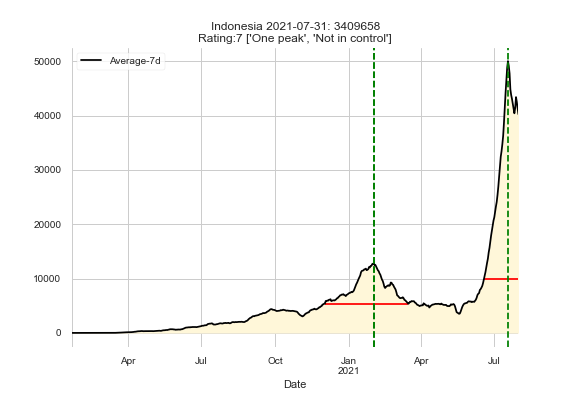 Indonesia 2021-07-31: 3409658
Rating:7 ['One peak', 'Not in control']
Average-7d
50000
40000
30000
20000
10000
0
Apr
Jul
Oct
Jan
2021
Apr
Jul
Date